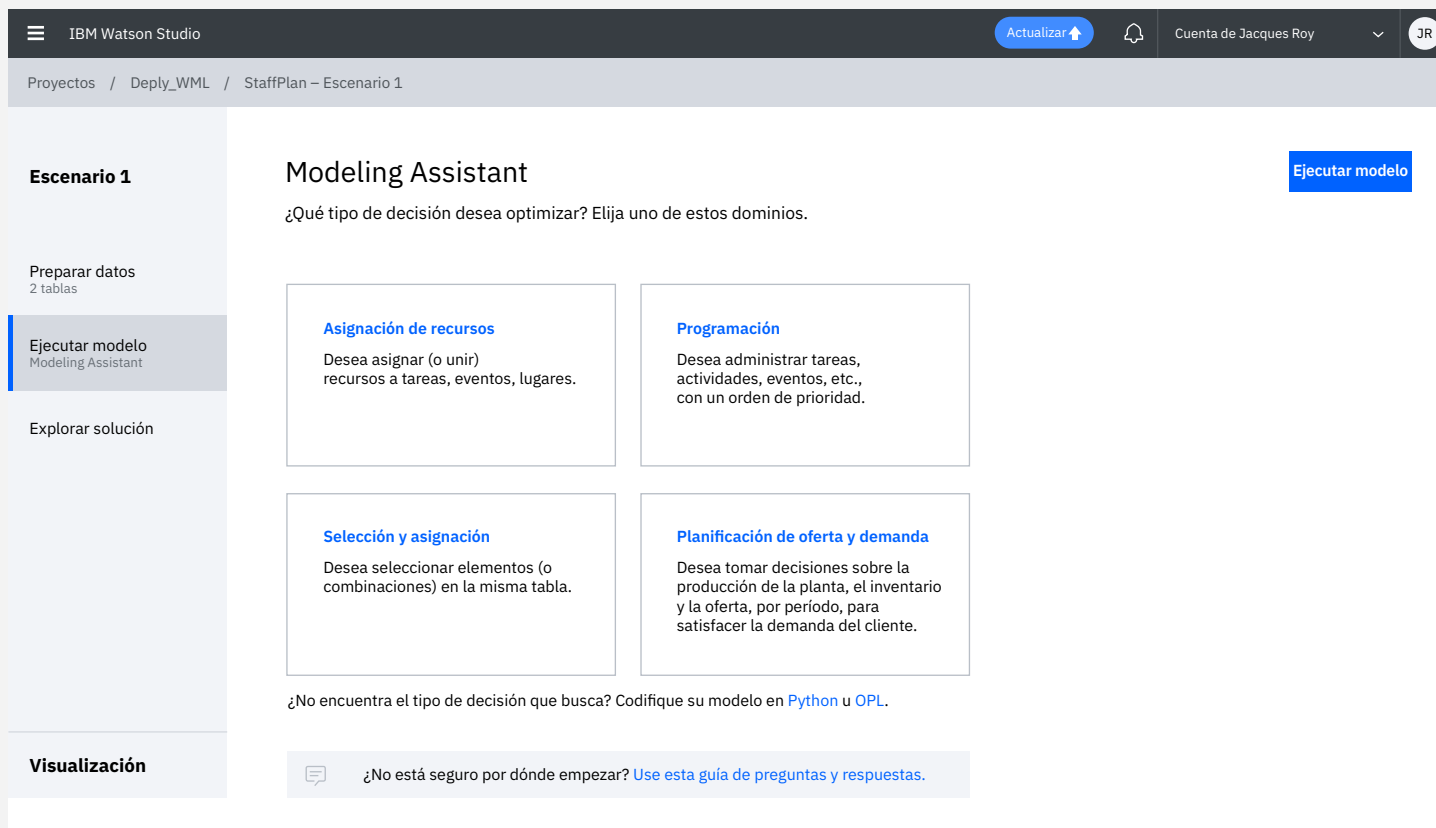 IBM Watson Studio
Actualizar
Cuenta de Jacques Roy
JR
Proyectos / Deply_WML / StaffPlan – Escenario 1
Escenario 1
Preparar datos
2 tablas
Ejecutar modelo
Modeling Assistant
Explorar solución
Visualización
Modeling Assistant
Ejecutar modelo
¿Qué tipo de decisión desea optimizar? Elija uno de estos dominios.
Asignación de recursos
Desea asignar (o unir)
recursos a tareas, eventos, lugares.
Programación
Desea administrar tareas,
actividades, eventos, etc.,
con un orden de prioridad.
Selección y asignación
Desea seleccionar elementos (o
combinaciones) en la misma tabla.
Planificación de oferta y demanda
Desea tomar decisiones sobre la
producción de la planta, el inventario
y la oferta, por período, para
satisfacer la demanda del cliente.
¿No encuentra el tipo de decisión que busca? Codifique su modelo en Python u OPL.
¿No está seguro por dónde empezar? Use esta guía de preguntas y respuestas.